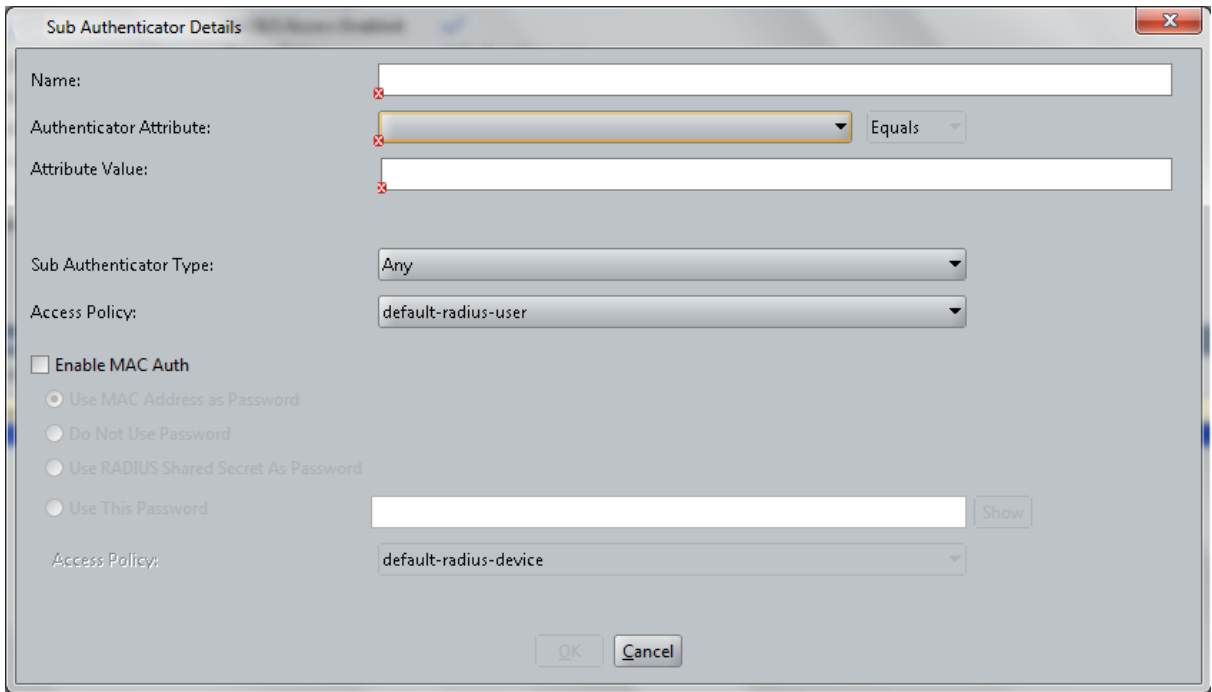 Sub Authenticator Details
Name:
Authenticator Attribute: Equals
Attribute Value:
Sub Authenticator Type: Any
Access Policy: default-radius-user
Enable MAC Auth
Use MAC Address as Password
Do Not Use Password
Use RADIUS Shared Secret As Password
Use This Password Show
Access Policy: default-radius-device
OK Cancel